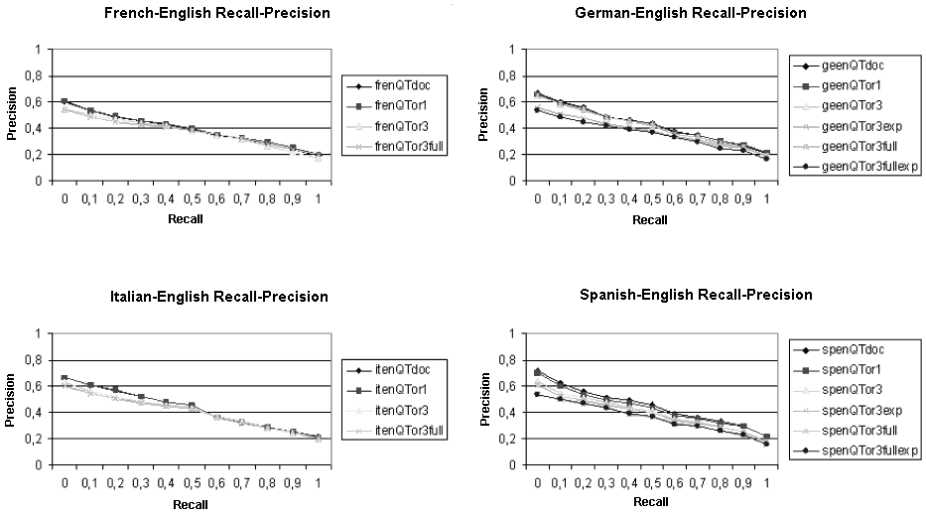 French-English Recall-Precision
Precision
1
0,8
0,6
0,4
0,2
0
0 0,1 0,2 0,3 0,4 0,5 0,6 0,7 0,8 0,9 1
Recall
frenQTdoc
frenQTor1
frenQTor3
frenQTor3full
German-English Recall-Precision
Precision
1
0,8
0,6
0,4
0,2
0
0 0,1 0,2 0,3 0,4 0,5 0,6 0,7 0,8 0,9 1
Recall
geenQTdoc
geenQTor1
geenQTor3
geenQTor3exp
geenQTor3full
geenQTor3fullexp
Italian-English Recall-Precision
Precision
1
0,8
0,6
0,4
0,2
0
0 0,1 0,2 0,3 0,4 0,5 0,6 0,7 0,8 0,9 1
Recall
itenQTdoc
itenQTor1
itenQTor3
itenQTor3full
Spanish-English Recall-Precision
Precision
1
0,8
0,6
0,4
0,2
0
0 0,1 0,2 0,3 0,4 0,5 0,6 0,7 0,8 0,9 1
Recall
spenQTdoc
spenQTor1
spenQTor3
spenQTor3exp
spenQTor3full
spenQTor3fullexp